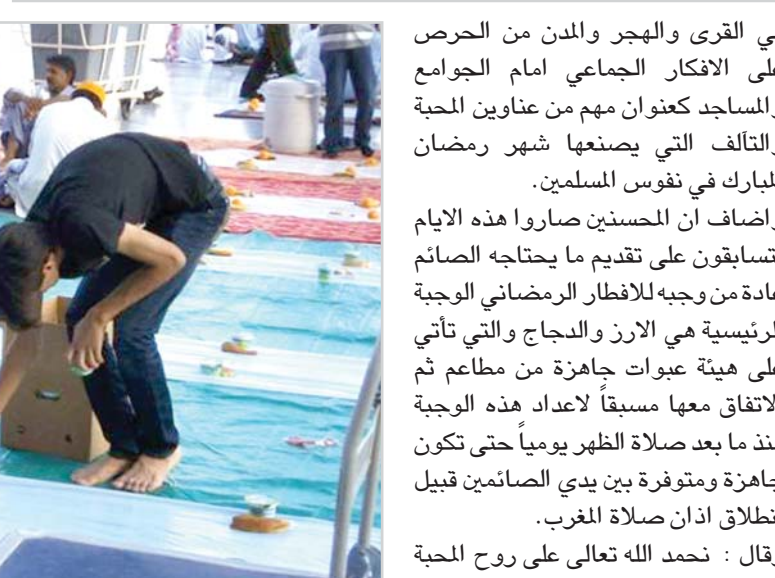 ي القرى والهجر والمدن من الحرص
على الافكار الجماعي امام الجوامع
والمساجد كعنوان مهم من عناوين المحبة
والتآلف التي يصنعها شهر رمضان
لمبارك في نفوس المسلمين.
واضاف ان المحسنين صاروا هذه الايام
تسابقون على تقديم ما يحتاجه الصائم
عادة من وجبه للافطار الرمضاني الوجبة
لرئيسية هي الارز والدجاج والتي تأتي
على هيئة عبوات جاهزة من مطاعم ثم
لاتفاق معها مسبقاً لاعداد هذه الوجبة
منذ ما بعد صلاة الظهر يومياً حتى تكون
جاهزة ومتوفرة بين يدي الصائمين قبيل
نطلاق اذان صلاة المغرب.
وقال : نحمد الله تعالى على روح المحبة